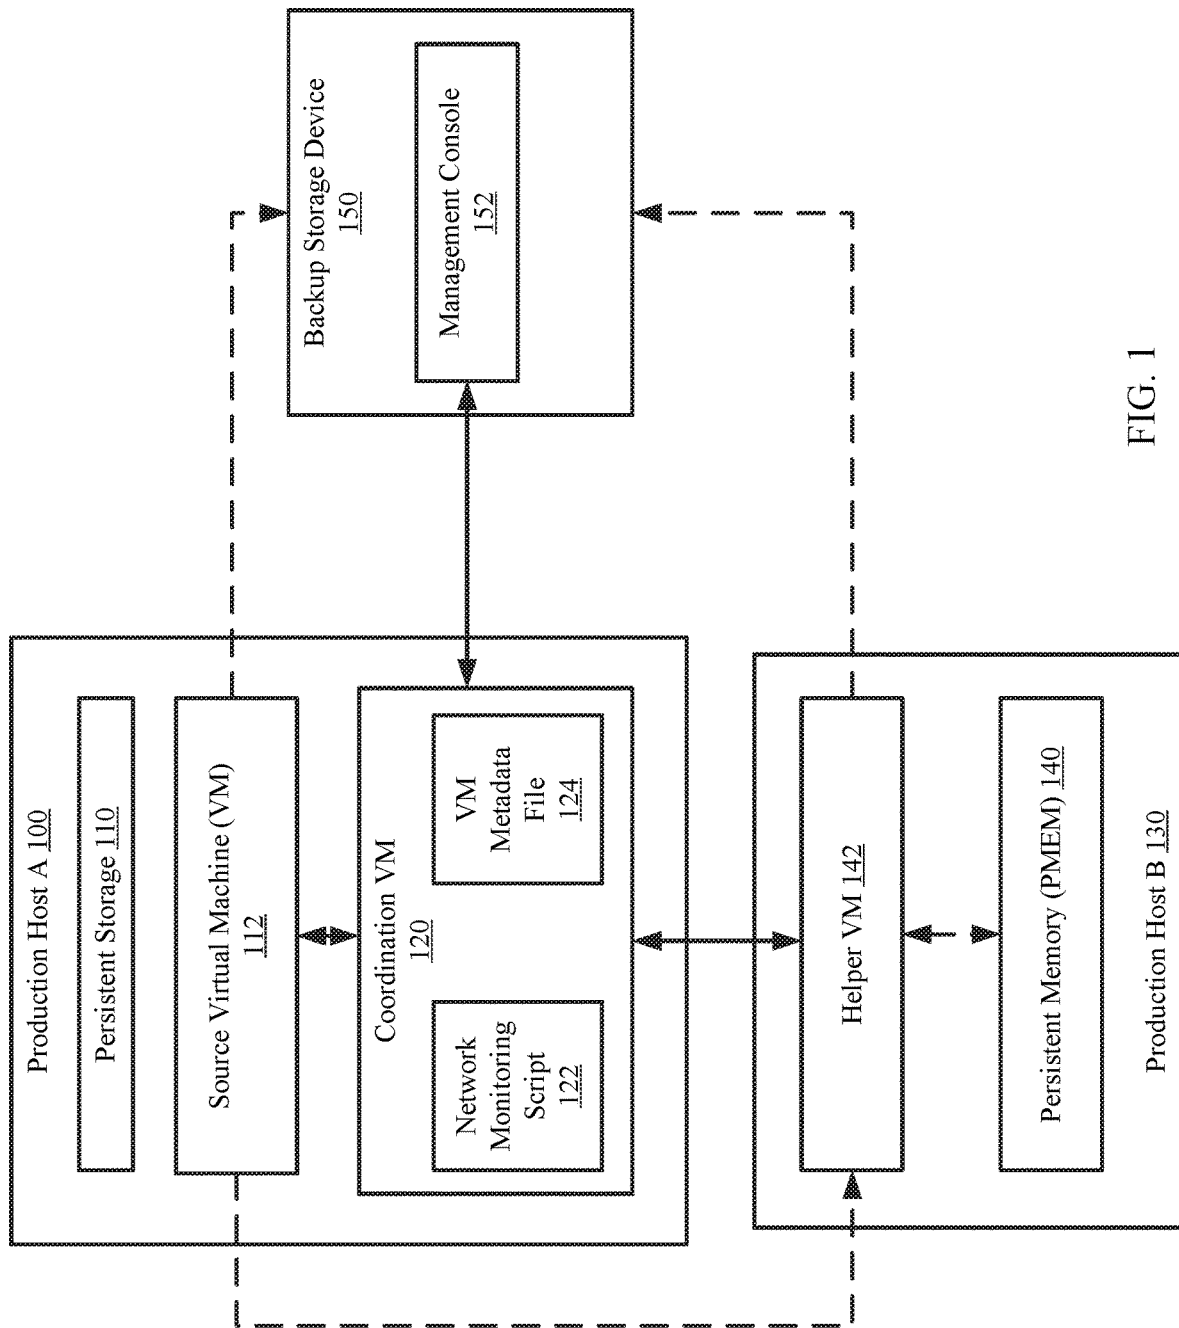 Production Host A 100
Persistent Storage 110
Source Virtual Machine (VM)
112
Coordination VM
120
Network
Monitoring
Script
122
VM
Metadata
File
124
Backup Storage Device
150
Management Console
152
Helper VM 142
Persistent Memory (PMEM) 140
Production Host B 130
FIG. 1